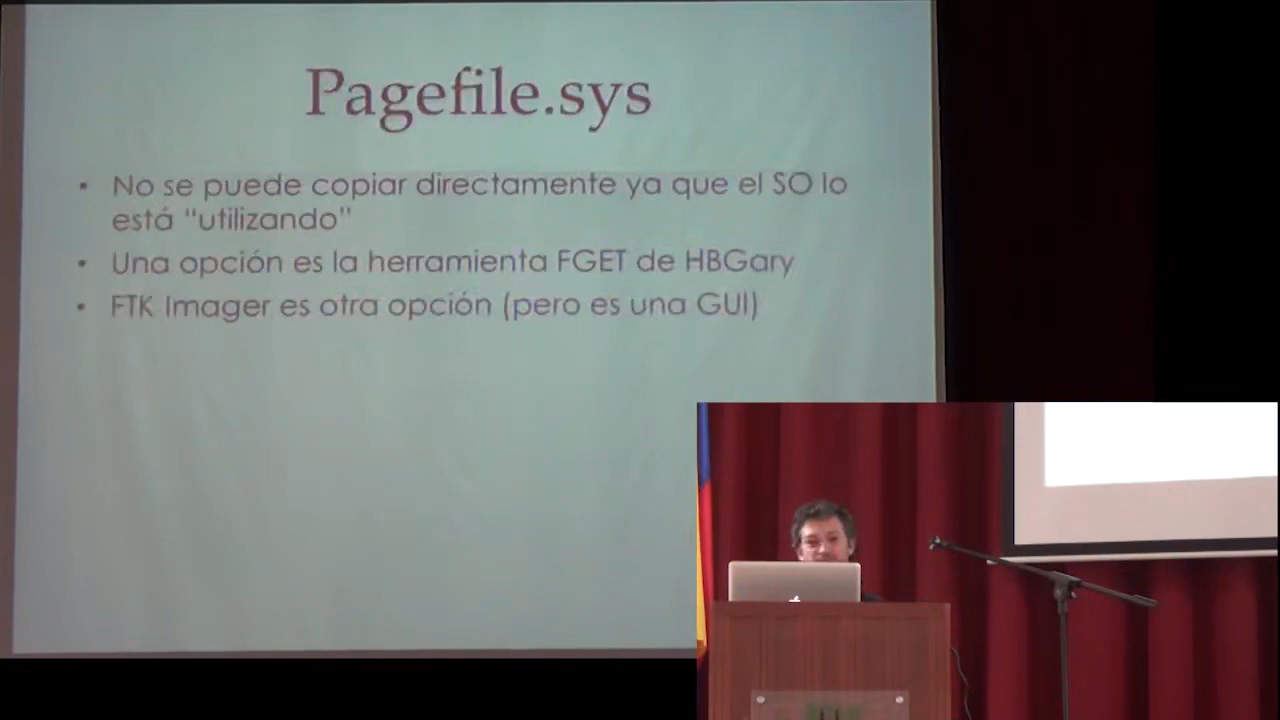 Pagefile.sys
• No se puede copiar directamente ya que el SO lo
está "utilizando"
• Una opción es la herramienta FGET de HBGary
• FTK Imager es otra opción (pero es una GUI)